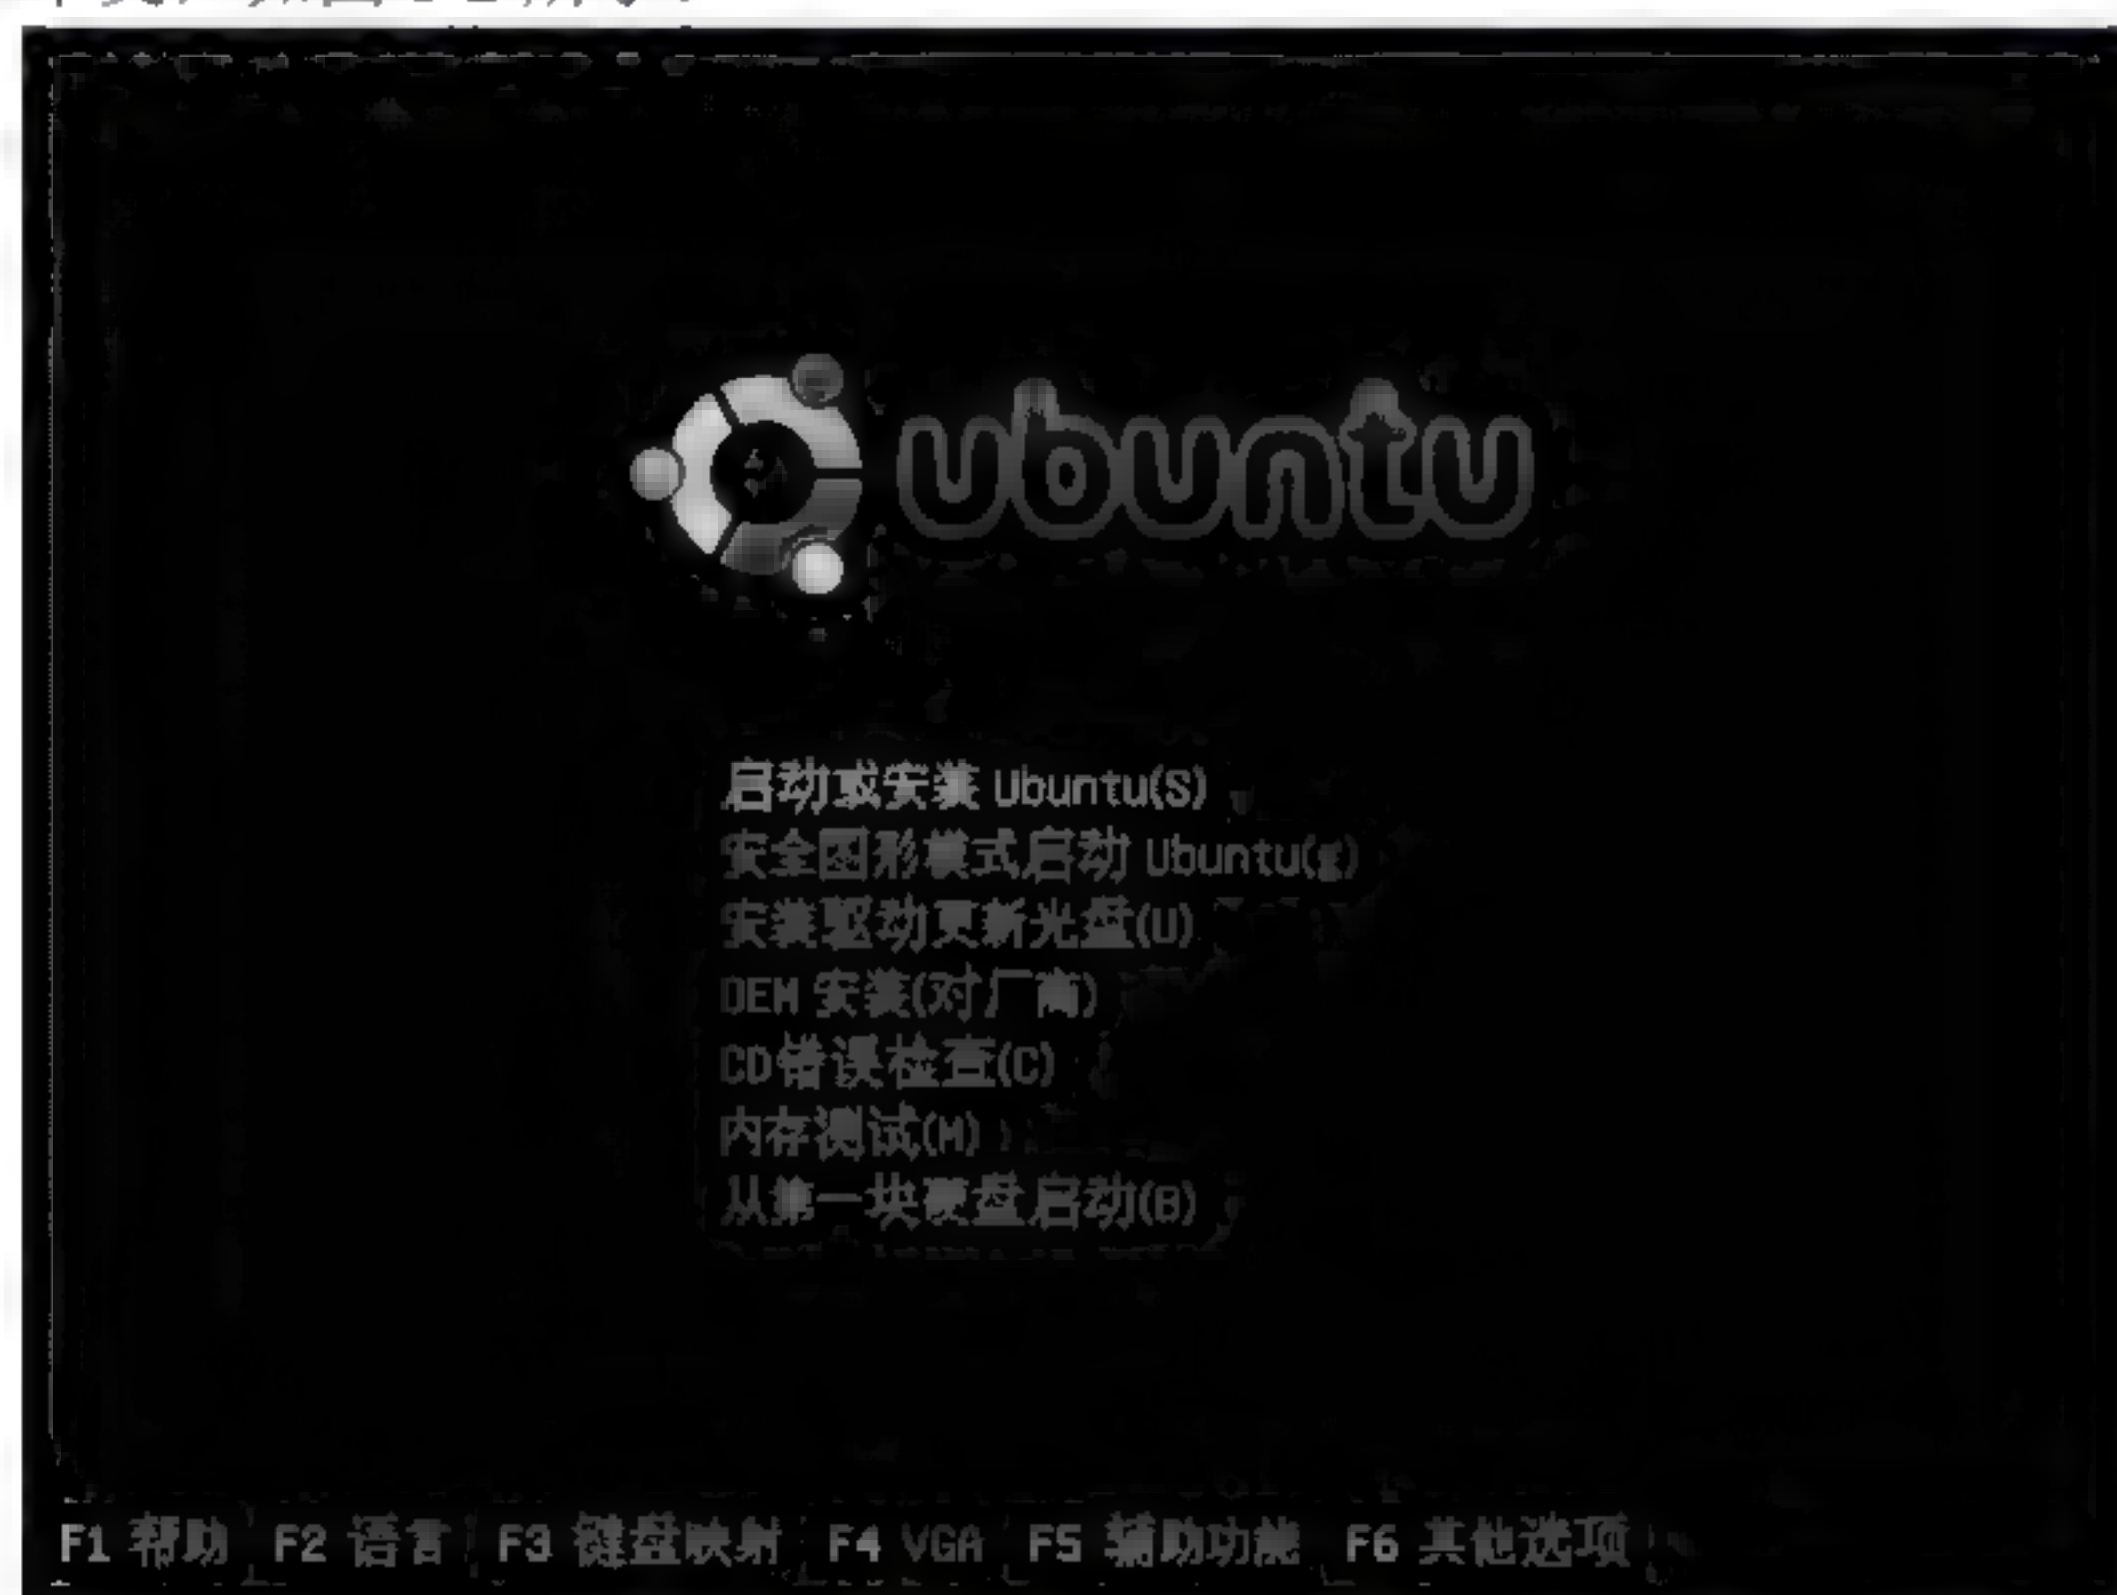 ubuntu
启动或安装 Ubuntu(S)
安全图形模式启动 Ubuntu(g)
安装驱动更新光盘(U)
OEM 安装(对厂商)
CD错误检查(C)
内存测试(M)
从第一块硬盘启动(B)
F1 帮助 F2 语言 F3 键盘映射 F4 VGA F5 辅助功能 F6 其他选项